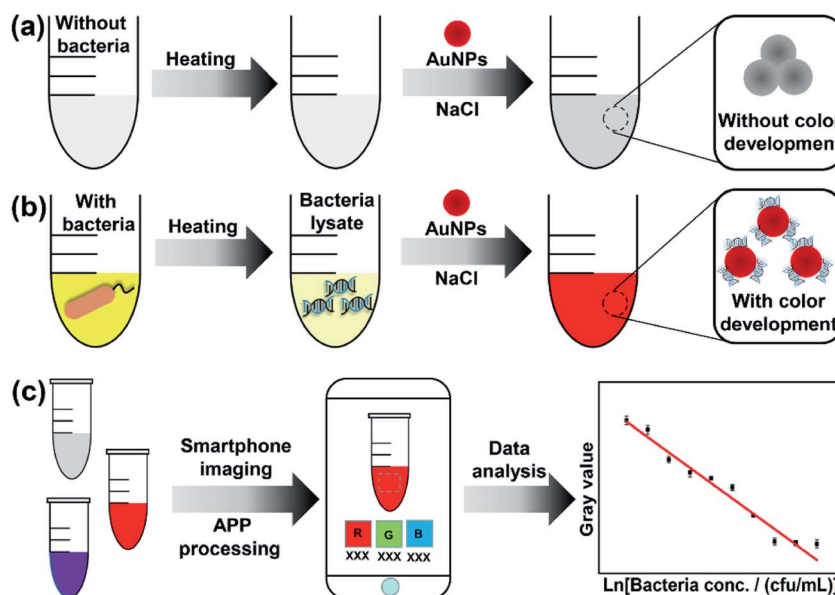 (a)
Without
bacteria
Heating
AuNPs
NaCl
Without color
development
(b)
With
bacteria
Heating
Bacteria
lysate
AuNPs
NaCl
With color
development
(c)
Smartphone
imaging
APP
processing
R G B
XXX XXX XXX
Data
analysis
Gray value
Ln[Bacteria conc. / (cfu/mL)]